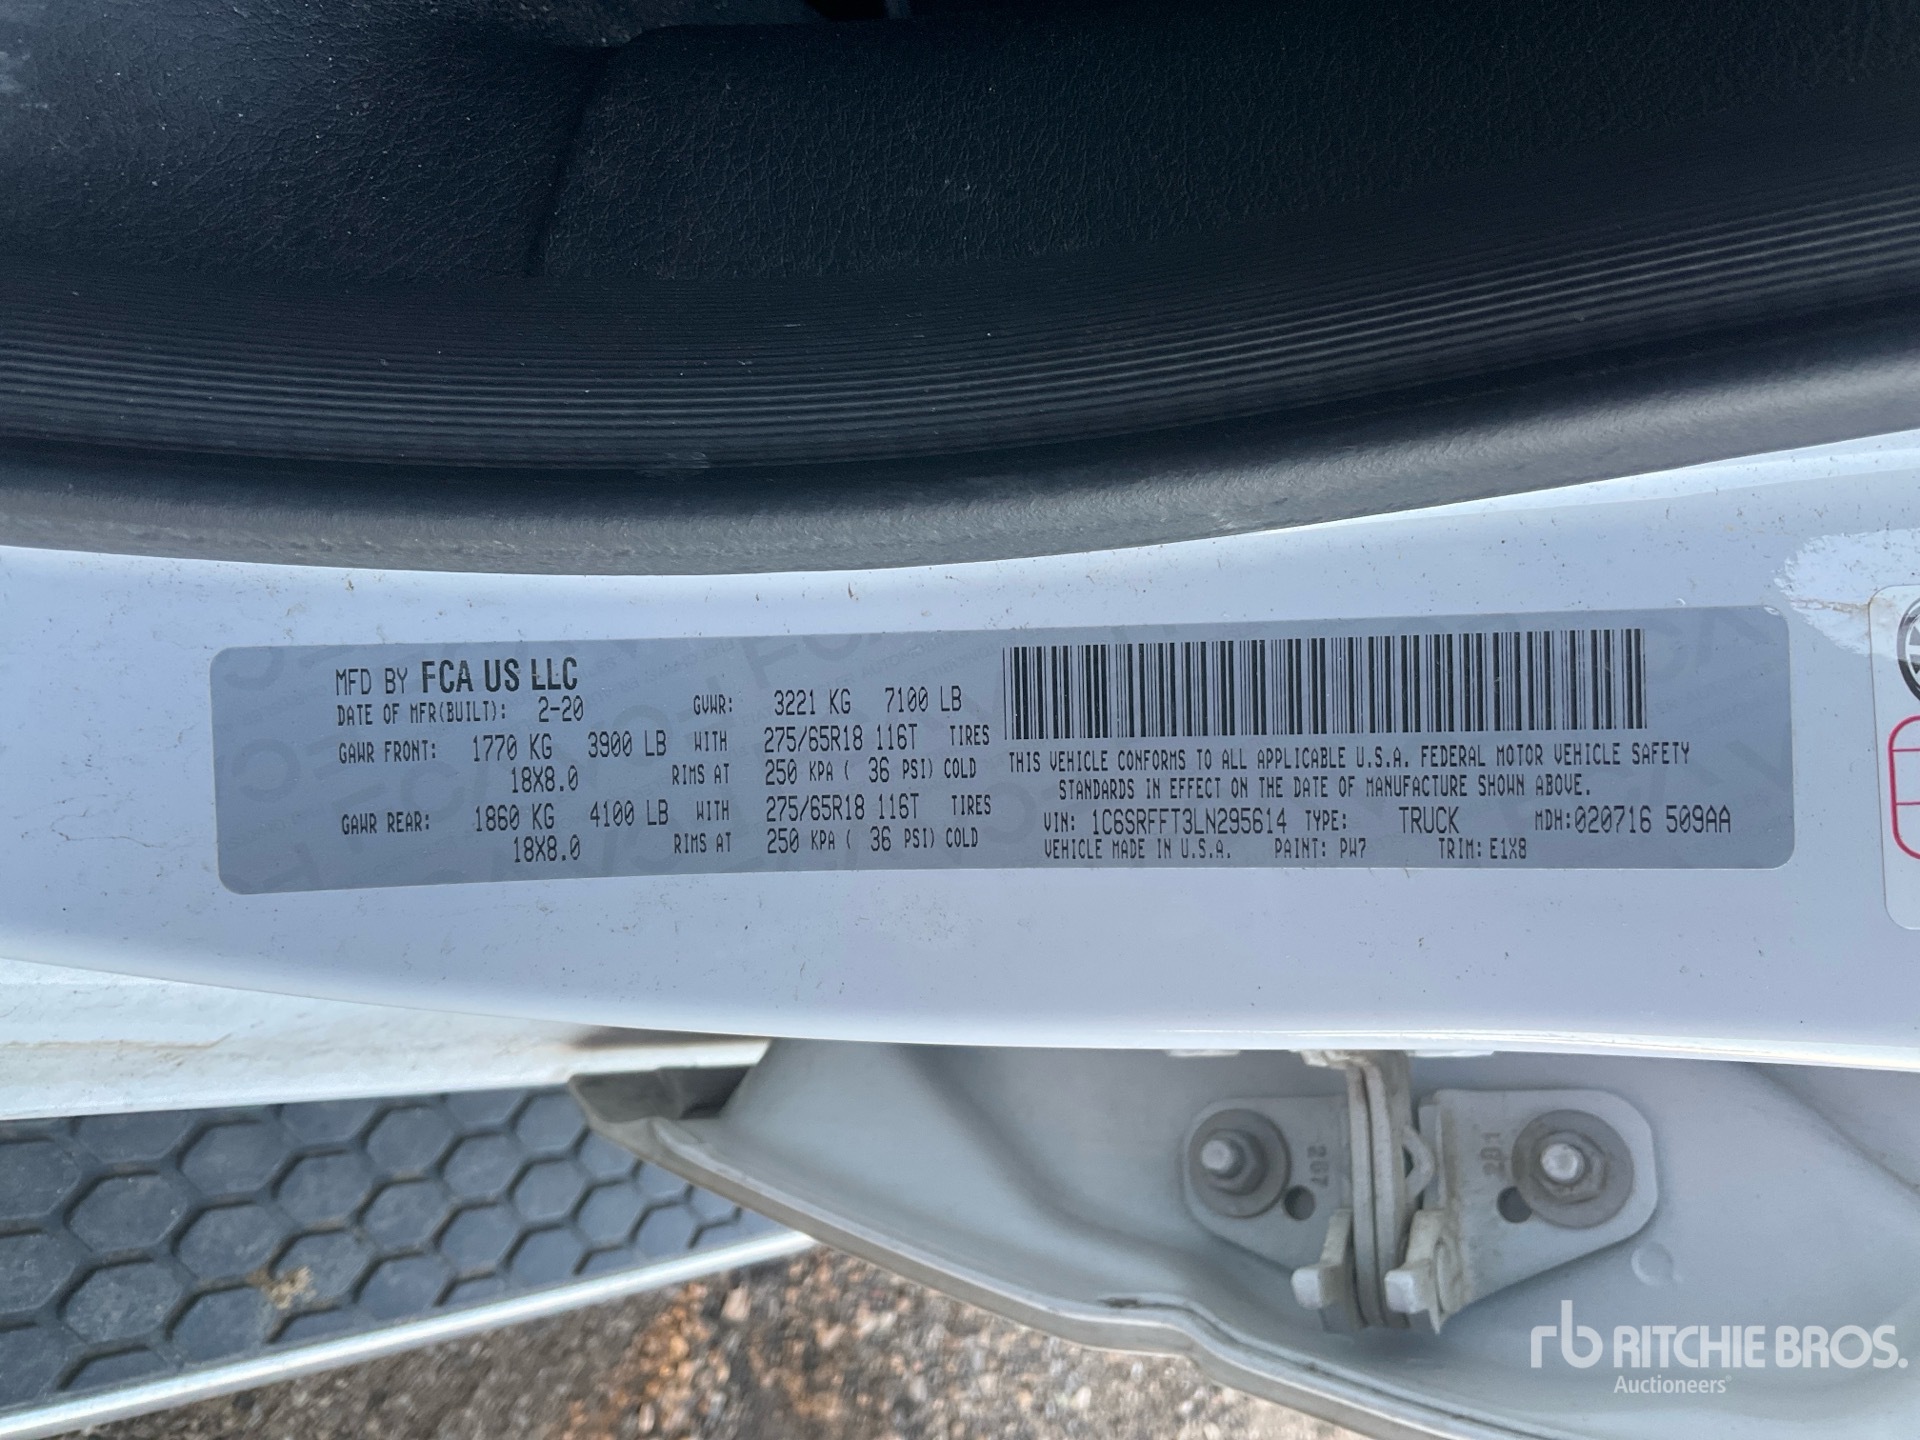 MFD BY FCA US LLC
DATE OF MFR(BUILT): 2-20 GVWR: 3221 KG 7100 LB
GAWR FRONT: 1770 KG 3900 LB WITH 275/65R18 116T TIRES
18X8.0 RIMS AT 250 KPA ( 36 PSI) COLD
GAWR REAR: 1860 KG 4100 LB WITH 275/65R18 116T TIRES
18X8.0 RIMS AT 250 KPA ( 36 PSI) COLD
THIS VEHICLE CONFORMS TO ALL APPLICABLE U.S.A. FEDERAL MOTOR VEHICLE SAFETY
STANDARDS IN EFFECT ON THE DATE OF MANUFACTURE SHOWN ABOVE.
VIN: 1C6SRFFT3LN295614 TYPE: TRUCK MDH:020716 509AA
VEHICLE MADE IN U.S.A. PAINT: PW7 TRIM: E1X8
267
281
rb RITCHIE BROS.
Auctioneers